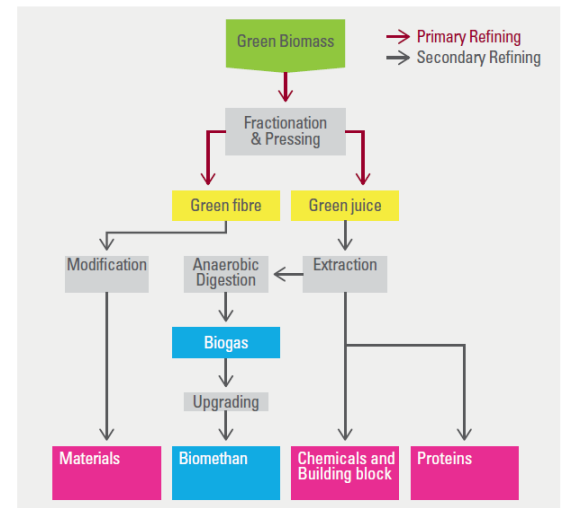 Green Biomass
Primary Refining
Secondary Refining
Fractionation
& Pressing
Green fibre
Green juice
Modification
Anaerobic
Digestion
Extraction
Biogas
Upgrading
Materials
Biomethan
Chemicals and
Building block
Proteins